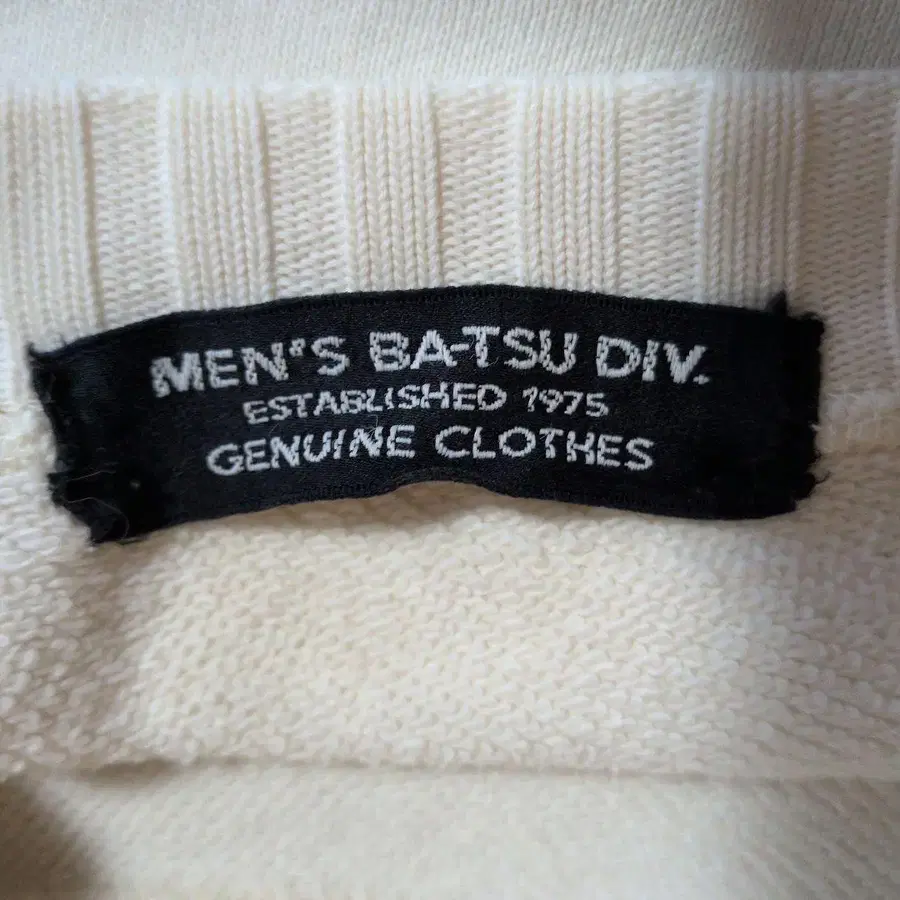 MEN'S BA-TSU DIV.
ESTABLISHED 1975
GENUINE CLOTHES